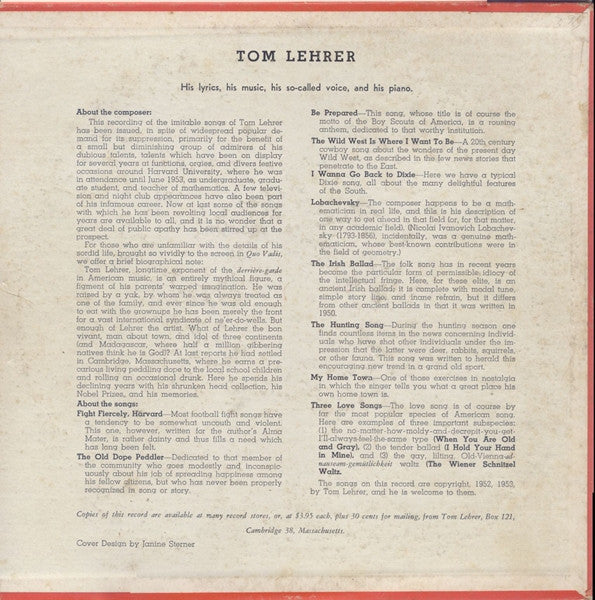 TOM LEHRER
His lyrics, his music, his so-called voice, and his piano.
About the composer:
This recording of the imitable songs of Tom Lehrer
has been issued, in spite of widespread popular de-
mand for its suppression, primarily for the benefit of
a small but diminishing group of admirers of his
dubious talents, talents which have been on display
for several years at functions, orgies, and divers festive
occasions around Harvard University, where he was
in attendance until June 1953, as undergraduate, gradu-
ate student, and teacher of mathematics. A few televi-
sion and night club appearances have also been part
of his infamous career. Now at last some of the songs
with which he has been revolting local audiences for
years are available to all, and it is no wonder that a
great deal of public apathy has been stirred up at the
prospect.
For those who are unfamiliar with the details of his
sordid life, brought so vividly to the screen in Quo Vadis,
we offer a brief biographical note:
Tom Lehrer, longtime exponent of the derrière-garde
in American music, is an entirely mythical figure, a
figment of his parents' warped imagination. He was
raised by a yak, by whom he was always treated as
one of the family, and ever since he was old enough
to eat with the grownups he has been merely the front
for a vast international syndicate of ne'er-do-wells. But
enough of Lehrer the artist. What of Lehrer the bon
vivant, man about town, and idol of three continents
(and Madagascar, where half a million gibbering
natives think he is God)? At last reports he had settled
in Cambridge, Massachusetts, where he earns a pre-
carious living peddling dope to the local school children
and rolling an occasional drunk. Here he spends his
declining years with his shrunken head collection, his
Nobel Prizes, and his memories.
About the songs:
Fight Fiercely, Harvard—Most football fight songs have
a tendency to be somewhat uncouth and violent.
This one, however, written for the author's Alma
Mater, is rather dainty and thus fills a need which
has long been felt.
The Old Dope Peddler—Dedicated to that member of
the community who goes modestly and inconspic-
uously about his job of spreading happiness among
his fellow citizens, but who has never been properly
recognized in song or story.
Be Prepared—This song, whose title is of course the
motto of the Boy Scouts of America, is a rousing
anthem, dedicated to that worthy institution.
The Wild West Is Where I Want To Be—A 20th century
cowboy song about the wonders of the present day
Wild West, as described in the few news stories that
penetrate to the East.
I Wanna Go Back to Dixie—Here we have a typical
Dixie song, all about the many delightful features
of the South.
Lobachevsky—The composer happens to be a math-
ematician in real life, and this is his description of
one way to get ahead in that field (or, for that matter,
in any academic field). (Nicolai Ivanovich Lobachev-
sky (1793-1856), incidentally, was a genuine math-
ematician, whose best-known contributions were in
the field of geometry.)
The Irish Ballad—The folk song has in recent years
become the particular form of permissible idiocy of
the intellectual fringe. Here, for these elite, is an
ancient Irish ballad; it is complete with modal tune,
simple story line, and inane refrain, but it differs
from other ancient ballads in that it was written in
1950.
The Hunting Song—During the hunting season one
finds countless items in the news concerning individ-
uals who have shot other individuals under the im-
pression that the latter were deer, rabbits, squirrels,
or other fauna. This song was written to herald this
encouraging new trend in a grand old sport.
My Home Town—One of those exercises in nostalgia
in which the singer tells you what a great place his
own home town is.
Three Love Songs—The love song is of course by
far the most popular species of American song.
Here are examples of three important subspecies:
(1) the no-matter-how-moldy-and-decrepit-you-get-
I'll-always-feel-the-same type (When You Are Old
and Gray), (2) the tender ballad (I Hold Your Hand
in Mine), and (3) the gay, lilting, Old-Vienna-ad-
nauseam-gemütlichkeit waltz (The Wiener Schnitzel
Waltz.
The songs on this record are copyright, 1952, 1953,
by Tom Lehrer, and he is welcome to them.
Copies of this record are available at many record stores, or, at $3.95 each, plus 30 cents for mailing, from Tom Lehrer, Box 121,
Cambridge 38, Massachusetts.
Cover Design by Janine Sterner